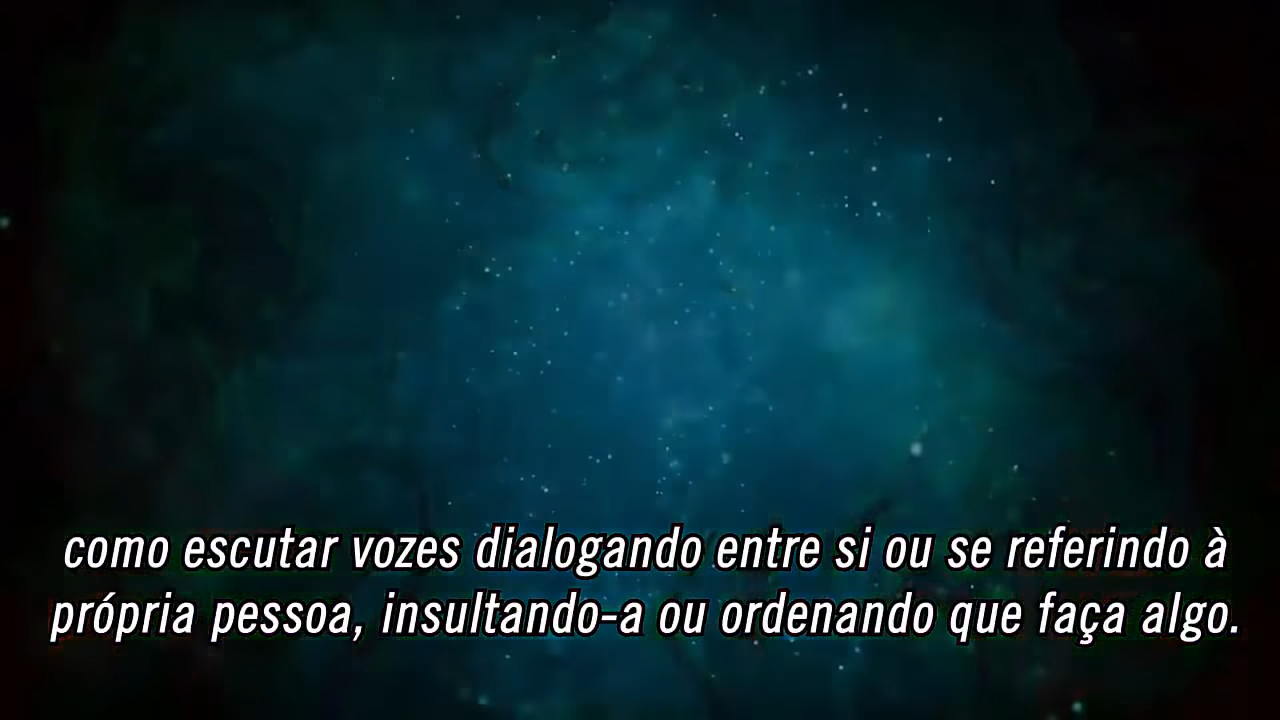 como escutar vozes dialogando entre si ou se referindo à
própria pessoa, insultando-a ou ordenando que faça algo.